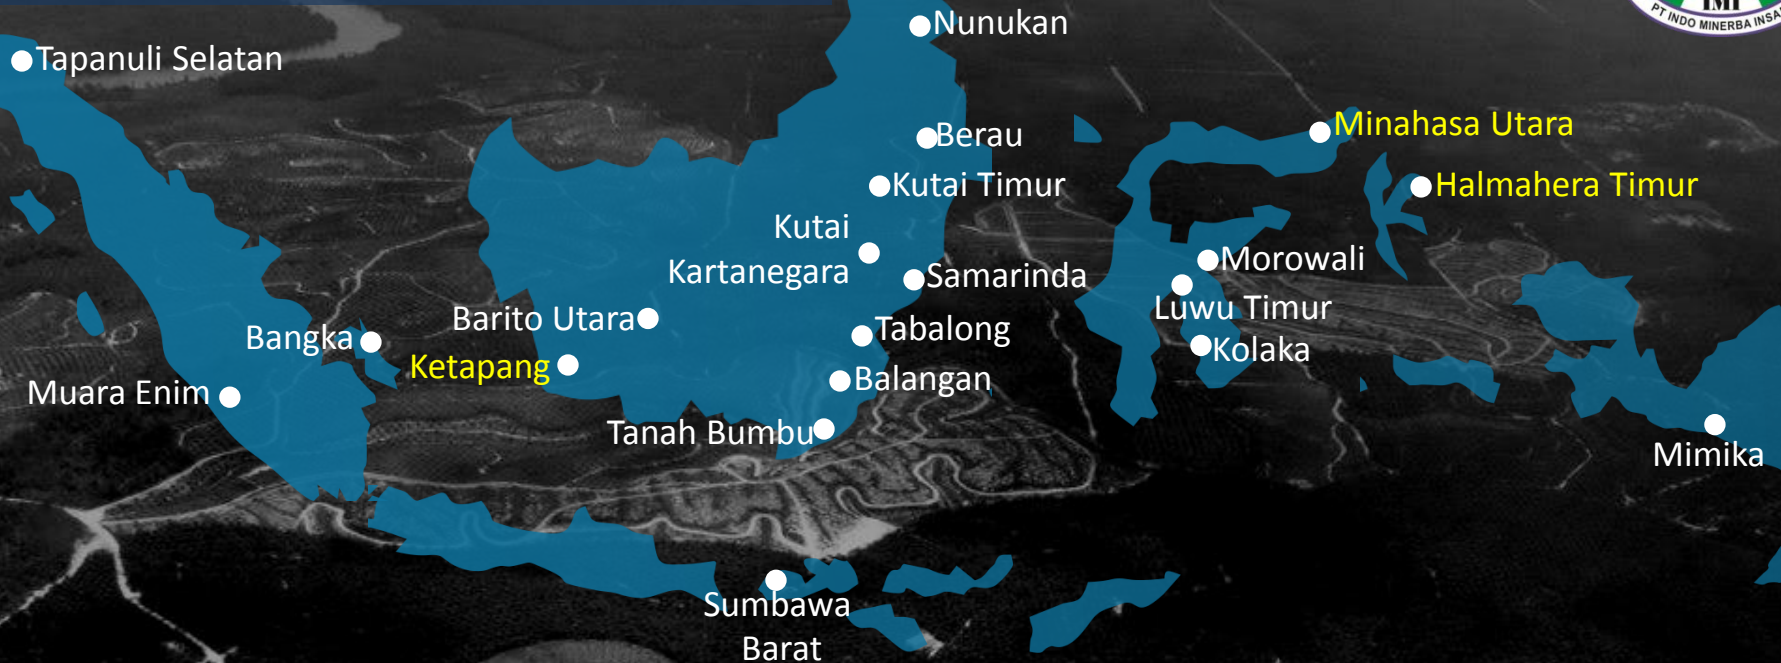 IMI
PT INDO MINERBA INSA
Nunukan
Tapanuli Selatan
Minahasa Utara
Berau
Kutai Timur
Halmahera Timur
Kutai
Kartanegara
Samarinda
Morowali
Luwu Timur
Barito Utara
Tabalong
Bangka
Kolaka
Ketapang
Balangan
Muara Enim
Tanah Bumbu
Mimika
Sumbawa
Barat